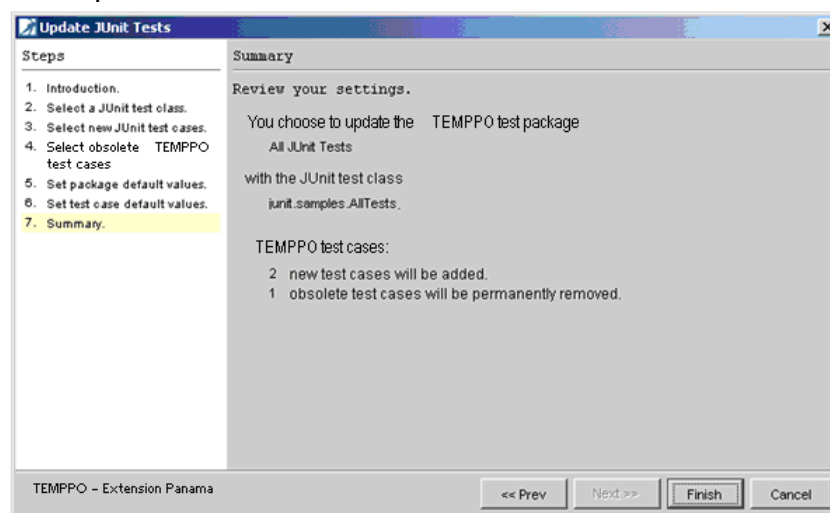 Update JUnit Tests
Steps
1. Introduction.
2. Select a JUnit test class.
3. Select new JUnit test cases.
4. Select obsolete TEMPPO
test cases
5. Set package default values.
6. Set test case default values.
7. Summary.
Summary
Review your settings.
You choose to update the TEMPPO test package
All JUnit Tests
with the JUnit test class
junit.samples.AllTests.
TEMPPO test cases:
2 new test cases will be added.
1 obsolete test cases will be permanently removed.
TEMPPO – Extension Panama
<< Prev
Next >>
Finish
Cancel